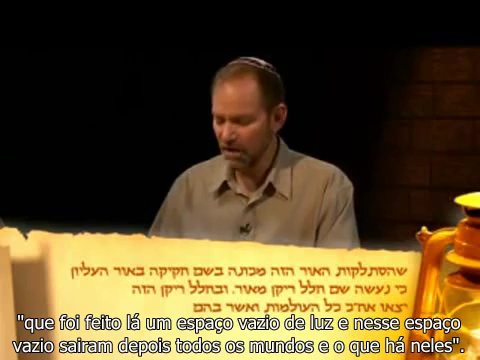 שהסתלקות האור הזה מכונה בשם חקיקה באור העליון
כי נעשה שם חלל ריקן מאור. ובחלל ריקן הזה
יצאו אח"כ כל העולמות, ואשר בהם
"que foi feito lá um espaço vazio de luz e nesse espaço
vazio sairam depois todos os mundos e o que há neles".